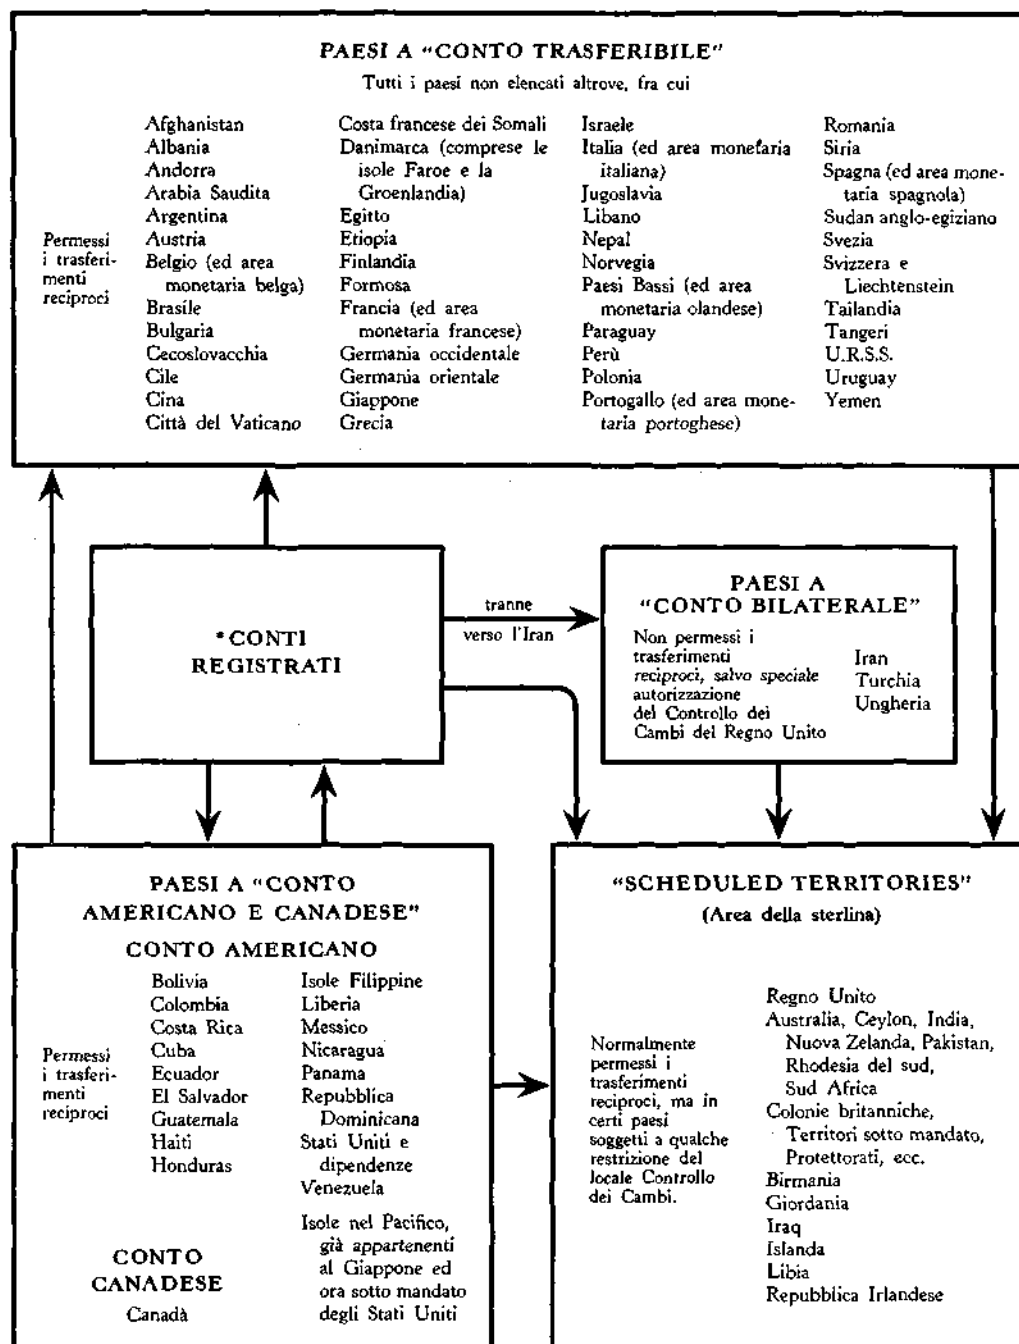 PAESI A “CONTO TRASFERIBILE”
Tutti i paesi non elencati altrove, fra cui
Permessi
i trasferi-
menti
reciproci
Afghanistan
Albania
Andorra
Arabia Saudita
Argentina
Austria
Belgio (ed area
monetaria belga)
Brasile
Bulgaria
Cecoslovacchia
Cile
Cina
Città del Vaticano
Costa francese dei Somali
Danimarca (comprese le
isole Faroe e la
Groenlandia)
Egitto
Etiopia
Finlandia
Formosa
Francia (ed area
monetaria francese)
Germania occidentale
Germania orientale
Giappone
Grecia
Israele
Italia (ed area monetaria
italiana)
Jugoslavia
Libano
Nepal
Norvegia
Paesi Bassi (ed area
monetaria olandese)
Paraguay
Perù
Polonia
Portogallo (ed area mone-
taria portoghese)
Romania
Siria
Spagna (ed area mone-
taria spagnola)
Sudan anglo-egiziano
Svezia
Svizzera e
Liechtenstein
Tailandia
Tangeri
U.R.S.S.
Uruguay
Yemen
*CONTI
REGISTRATI
tranne
verso l'Iran
PAESI A
“CONTO BILATERALE”
Non permessi i
trasferimenti
reciproci, salvo speciale
autorizzazione
del Controllo dei
Cambi del Regno Unito
Iran
Turchia
Ungheria
PAESI A “CONTO
AMERICANO E CANADESE”
CONTO AMERICANO
Permessi
i trasferi-
menti
reciproci
Bolivia
Colombia
Costa Rica
Cuba
Ecuador
El Salvador
Guatemala
Haiti
Honduras
Isole Filippine
Liberia
Messico
Nicaragua
Panama
Repubblica
Dominicana
Stati Uniti e
dipendenze
Venezuela
Isole nel Pacifico,
già appartenenti
al Giappone ed
ora sotto mandato
degli Stati Uniti
CONTO
CANADESE
Canadà
“SCHEDULED TERRITORIES”
(Area della sterlina)
Normalmente
permessi i
trasferimenti
reciproci, ma in
certi paesi
soggetti a qualche
restrizione del
locale Controllo
dei Cambi.
Regno Unito
Australia, Ceylon, India,
Nuova Zelanda, Pakistan,
Rhodesia del sud,
Sud Africa
Colonie britanniche,
Territori sotto mandato,
Protettorati, ecc.
Birmania
Giordania
Iraq
Islanda
Libia
Repubblica Irlandese